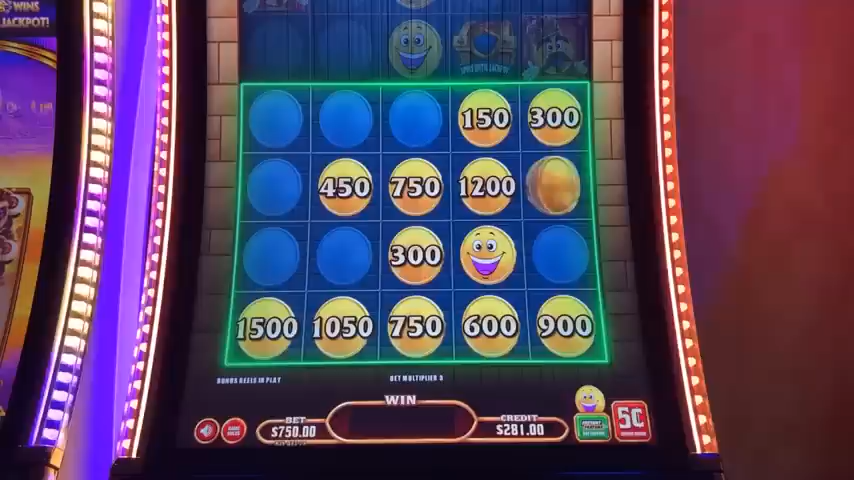 WINS
JACKPOT!
150 300
450 750 1200
300
1500 1050 750 600 900
BONUS REELS IN PLAY
BET MULTIPLIER 5
WIN
BET
$750.00
CREDIT
$281.00
5¢